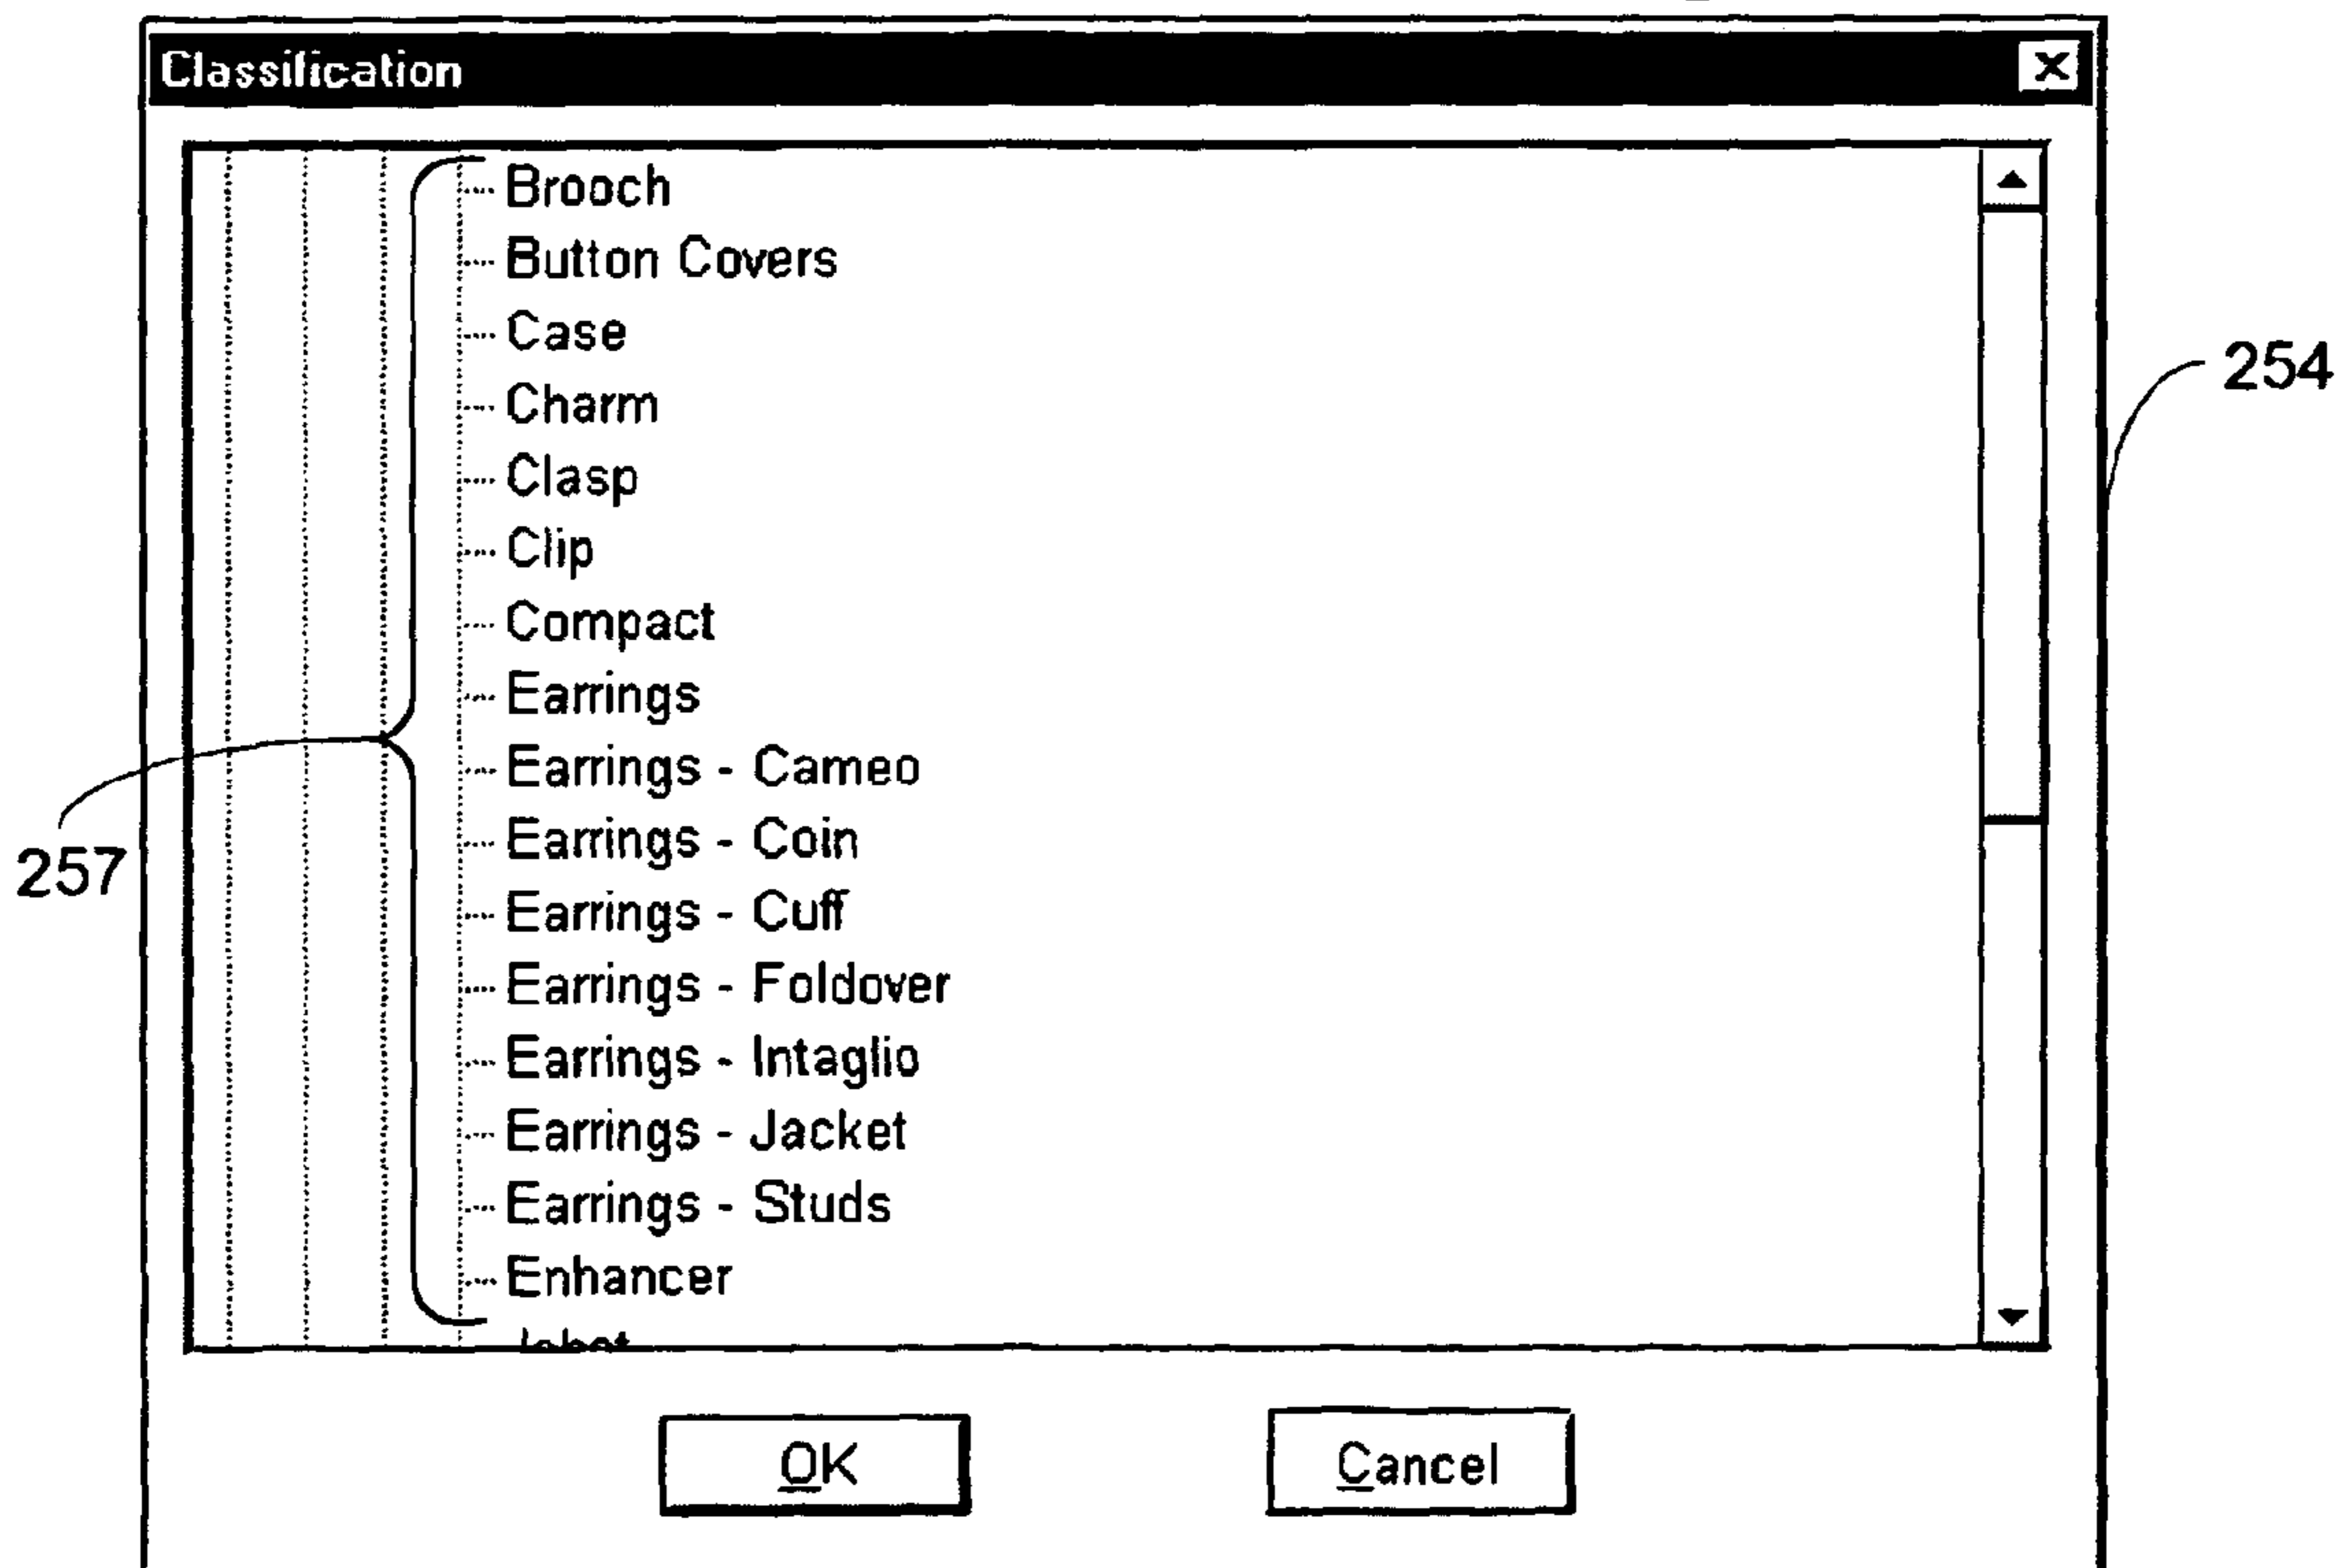 Classification
Brooch
Button Covers
Case
Charm
Clasp
Clip
Compact
Earrings
Earrings - Cameo
Earrings - Coin
Earrings - Cuff
Earrings - Foldover
Earrings - Intaglio
Earrings - Jacket
Earrings - Studs
Enhancer
OK
Cancel
254
257